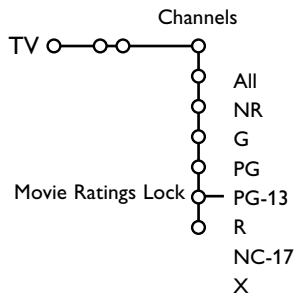 Channels
TV
All
NR
G
PG
Movie Ratings Lock PG-13
R
NC-17
X